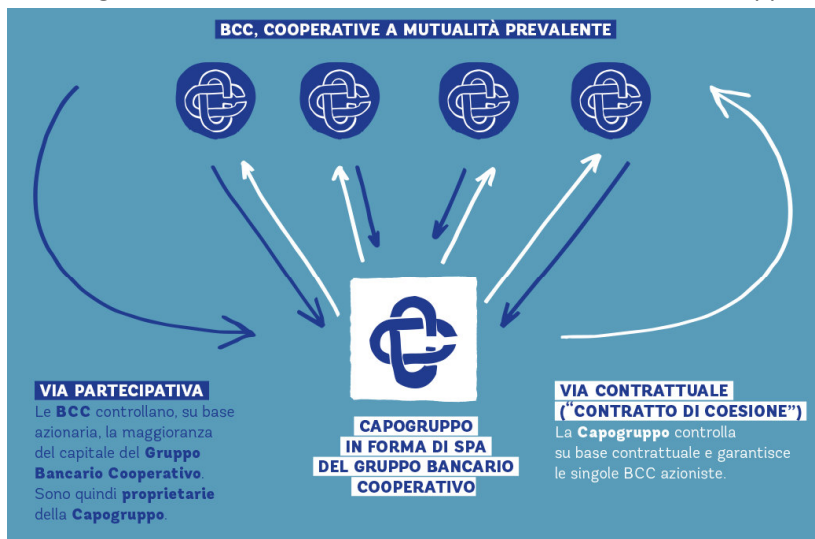 BCC, COOPERATIVE A MUTUALITÀ PREVALENTE
VIA PARTECIPATIVA
Le BCC controllano, su base
azionaria, la maggioranza
del capitale del Gruppo
Bancario Cooperativo.
Sono quindi proprietarie
della Capogruppo.
CAPOGRUPPO
IN FORMA DI SPA
DEL GRUPPO BANCARIO
COOPERATIVO
VIA CONTRATTUALE
(“CONTRATTO DI COESIONE”)
La Capogruppo controlla
su base contrattuale e garantisce
le singole BCC azioniste.